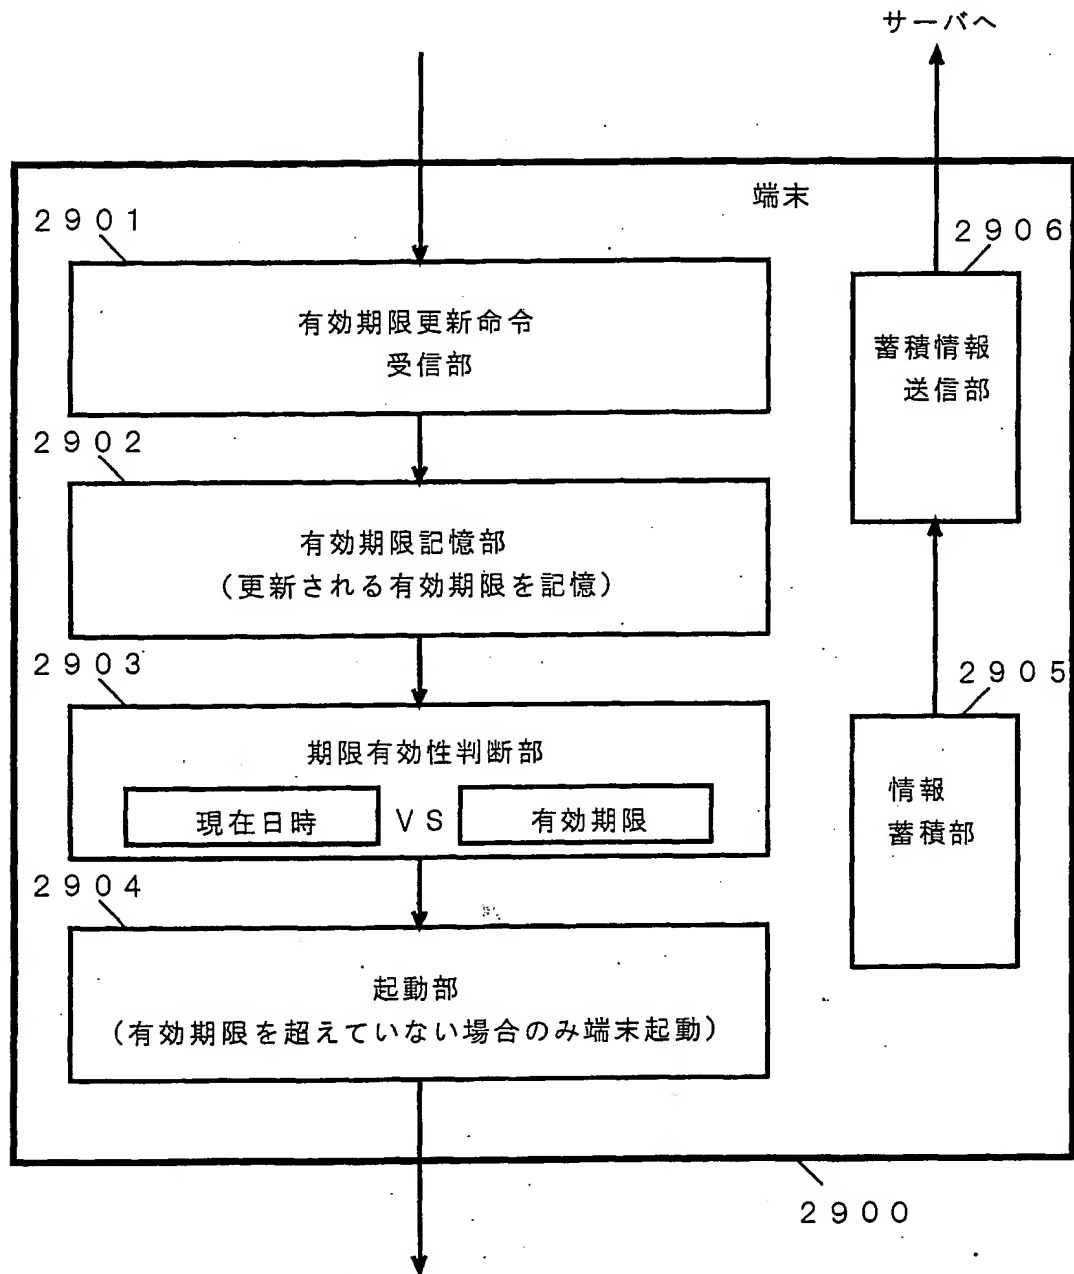 サーバへ
端末
２９０１
有効期限更新命令
受信部
２９０６
蓄積情報
送信部
２９０２
有効期限記憶部
（更新される有効期限を記憶）
２９０３
期限有効性判断部
現在日時
ＶＳ
有効期限
２９０５
情報
蓄積部
２９０４
起動部
（有効期限を超えていない場合のみ端末起動）
２９００